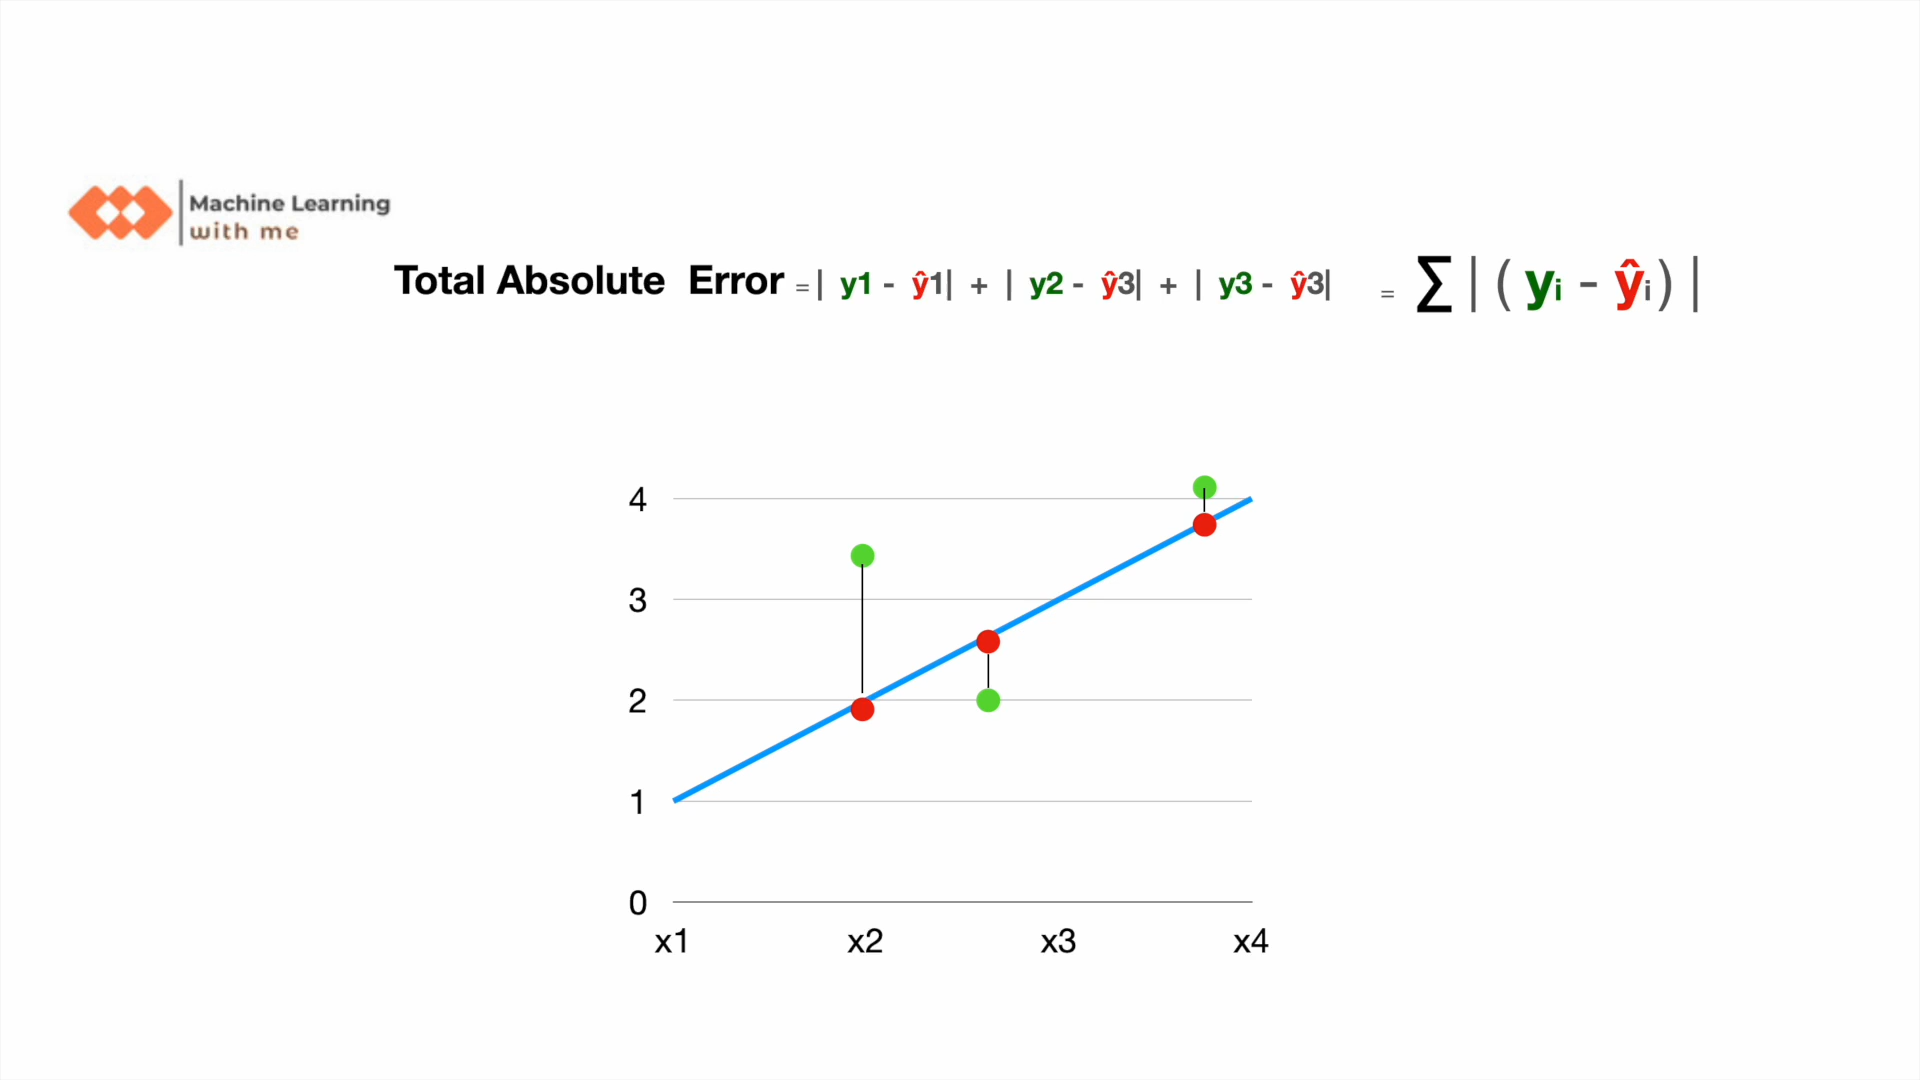 Machine Learning
with me
Total Absolute Error = | y1 - ŷ1| + | y2 - ŷ3| + | y3 - ŷ3| = ∑ | ( yi - ŷi ) |
4
3
2
1
0
x1 x2 x3 x4